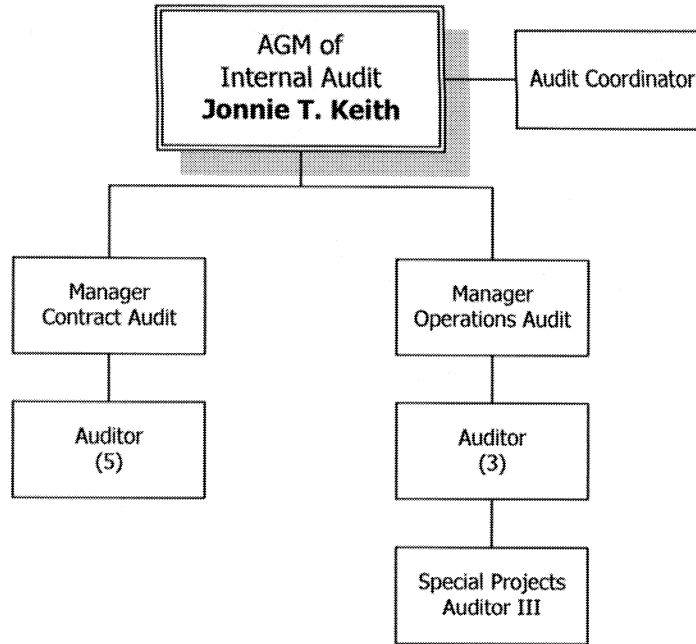 AGM of
Internal Audit
Jonnie T. Keith
Audit Coordinator
Manager
Contract Audit
Manager
Operations Audit
Auditor
(5)
Auditor
(3)
Special Projects
Auditor III